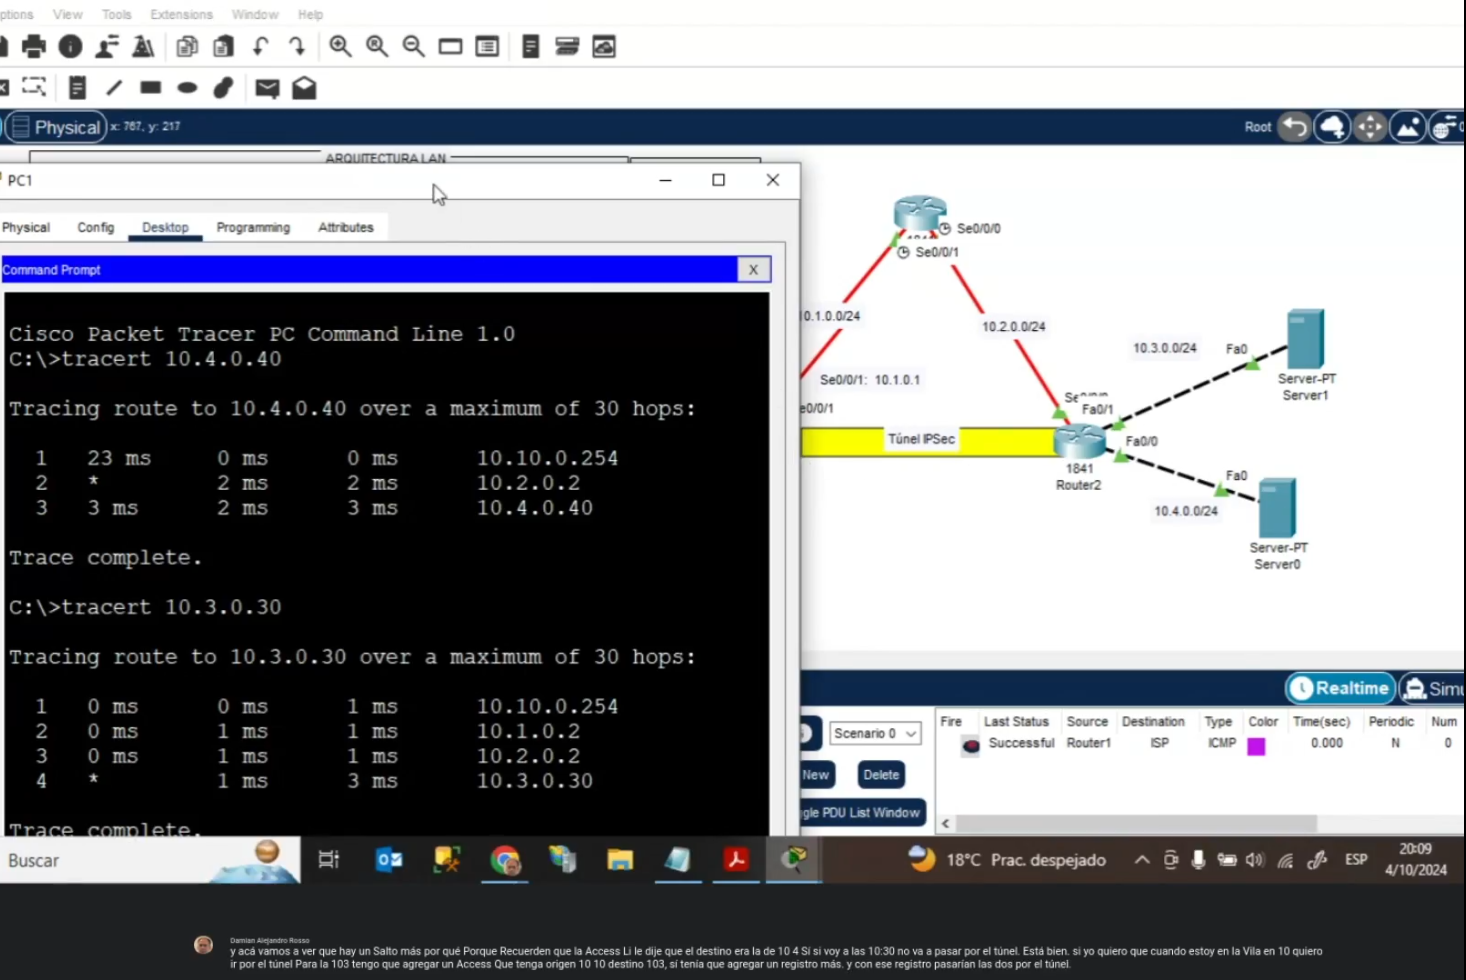 ptions View Tools Extensions Window Help
Physical x: 767, y: 217
Root
ARQUITECTURA LAN
PC1
Physical Config Desktop Programming Attributes
Command Prompt X
Cisco Packet Tracer PC Command Line 1.0
C:\>tracert 10.4.0.40
Tracing route to 10.4.0.40 over a maximum of 30 hops:
1 23 ms 0 ms 0 ms 10.10.0.254
2 * 2 ms 2 ms 10.2.0.2
3 3 ms 2 ms 3 ms 10.4.0.40
Trace complete.
C:\>tracert 10.3.0.30
Tracing route to 10.3.0.30 over a maximum of 30 hops:
1 0 ms 0 ms 1 ms 10.10.0.254
2 0 ms 1 ms 1 ms 10.1.0.2
3 0 ms 1 ms 1 ms 10.2.0.2
4 * 1 ms 3 ms 10.3.0.30
Trace complete.
Se0/0/0
Se0/0/1
0.1.0.0/24
10.2.0.0/24
10.3.0.0/24
Fa0
Server-PT
Server1
Se0/0/1: 10.1.0.1
e0/0/1
Fa0/1
Túnel IPSec
Fa0/0
1841
Router2
Fa0
10.4.0.0/24
Server-PT
Server0
Realtime Simu
Scenario 0
New Delete
gle PDU List Window
Fire Last Status Source Destination Type Color Time(sec) Periodic Num
Successful Router1 ISP ICMP 0.000 N 0
Buscar
18°C Prac. despejado
ESP
20:09
4/10/2024
Damian Alejandro Rosso
y acá vamos a ver que hay un Salto más por qué Porque Recuerden que la Access Li le dije que el destino era la de 10 4 Sí sí voy a las 10:30 no va a pasar por el túnel. Está bien. si yo quiero que cuando estoy en la Vila en 10 quiero
ir por el túnel Para la 103 tengo que agregar un Access Que tenga origen 10 10 destino 103, sí tenía que agregar un registro más. y con ese registro pasarían las dos por el túnel.